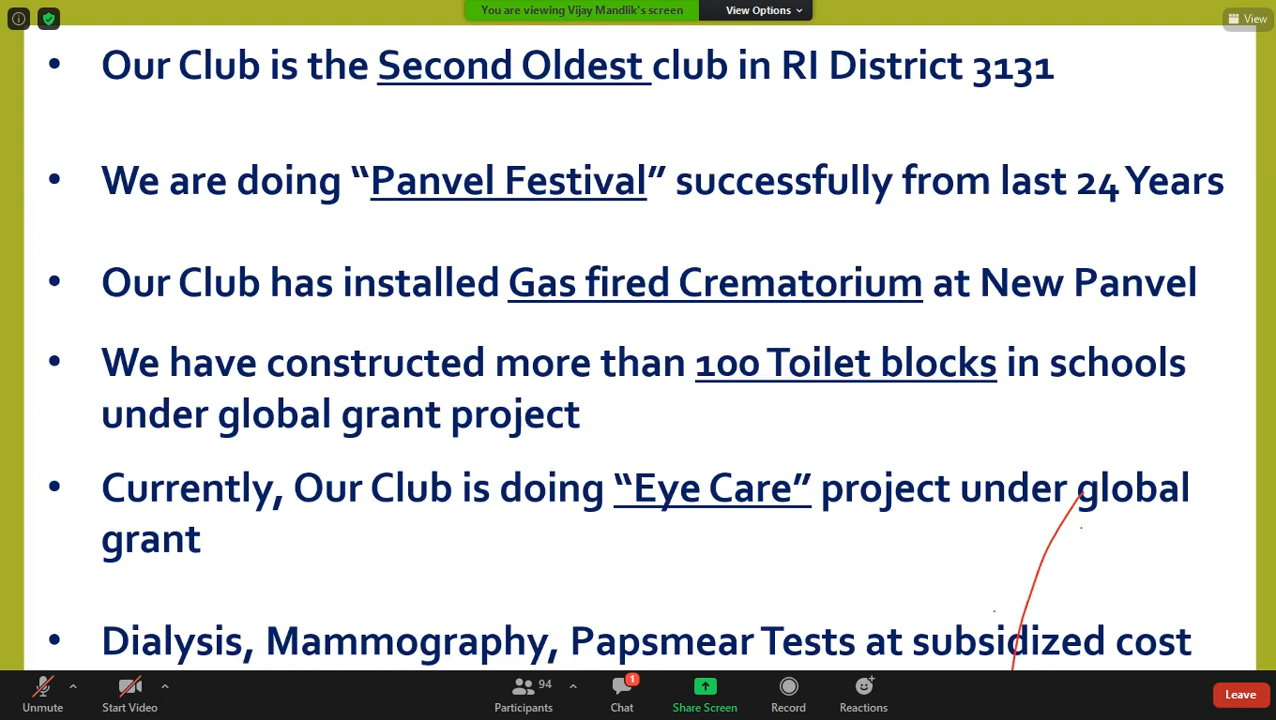 You are viewing Vijay Mandlik's screen
View Options
View
• Our Club is the Second Oldest club in RI District 3131
• We are doing “Panvel Festival” successfully from last 24 Years
• Our Club has installed Gas fired Crematorium at New Panvel
• We have constructed more than 100 Toilet blocks in schools
under global grant project
• Currently, Our Club is doing “Eye Care” project under global
grant
• Dialysis, Mammography, Papsmear Tests at subsidized cost
94
1
Unmute
Start Video
Participants
Chat
Share Screen
Record
Reactions
Leave